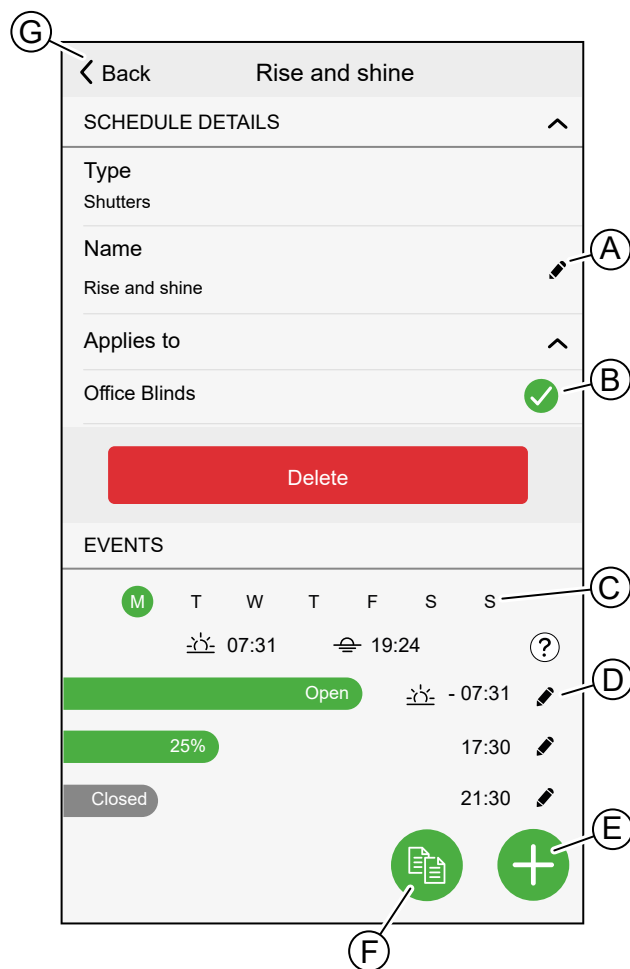 G
Back Rise and shine
SCHEDULE DETAILS
Type
Shutters
Name
A
Rise and shine
Applies to
Office Blinds
B
Delete
EVENTS
M T W T F S S
C
07:31 19:24 ?
Open - 07:31
D
25% 17:30
Closed 21:30
E
F